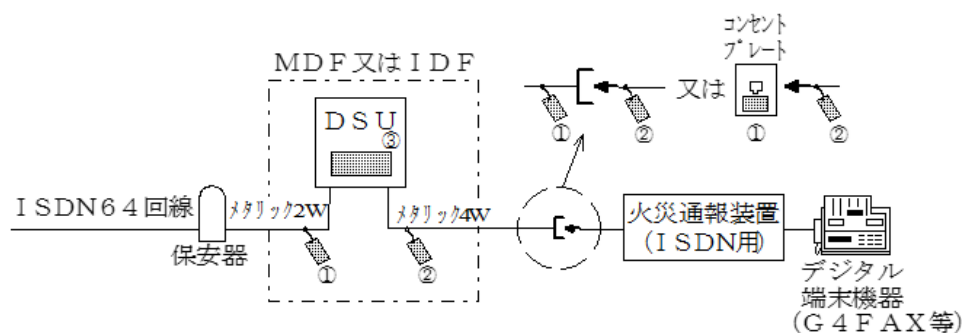 コンセント
プレート
MDF又はIDF
又は
①
②
①
②
DSU
③
ISDN64回線
メタリック2W
メタリック4W
保安器
①
②
火災通報装置
(ISDN用)
デジタル
端末機器
(G4FAX等)